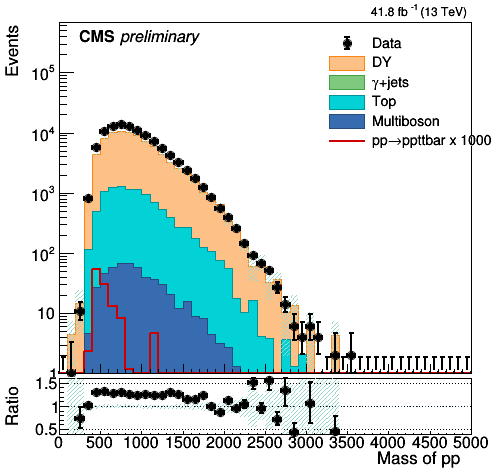 41.8 fb⁻¹ (13 TeV)
CMS preliminary
Events
Data
DY
γ+jets
Top
Multiboson
pp→ppttbar x 1000
10⁵
10⁴
10³
10²
10
1
Ratio
1.5
1
0.5
0 500 1000 1500 2000 2500 3000 3500 4000 4500 5000
Mass of pp